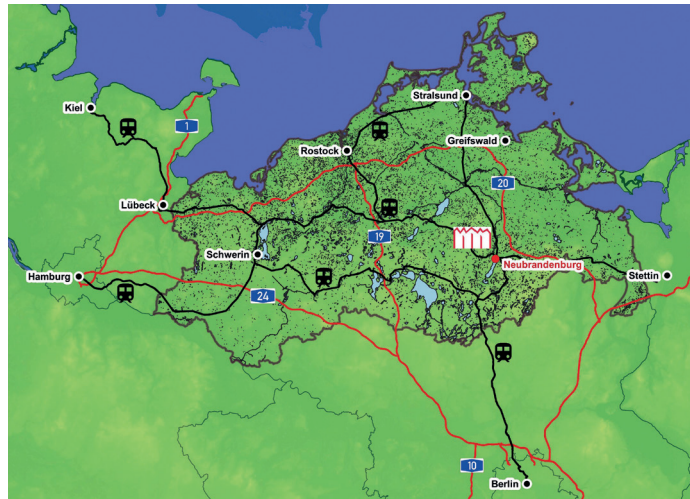 Stralsund
Kiel
1
Greifswald
Rostock
20
Lübeck
19
Schwerin
Neubrandenburg
Hamburg
Stettin
24
10
Berlin